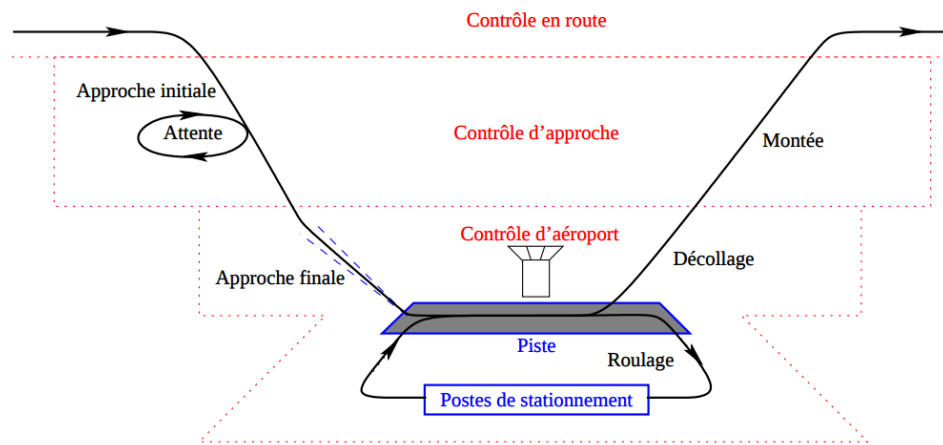 Contrôle en route
Approche initiale
Attente
Contrôle d'approche
Montée
Contrôle d'aéroport
Approche finale
Décollage
Piste
Roulage
Postes de stationnement